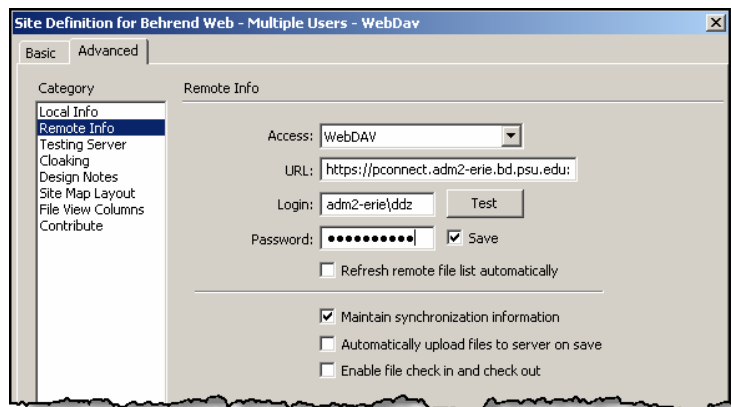 Site Definition for Behrend Web - Multiple Users - WebDav
Basic Advanced
Category
Local Info
Remote Info
Testing Server
Cloaking
Design Notes
Site Map Layout
File View Columns
Contribute
Remote Info
Access: WebDAV
URL: https://pconnect.adm2-erie.bd.psu.edu:
Login: adm2-erie\ddz Test
Password: ●●●●●●●●●● Save
Refresh remote file list automatically
Maintain synchronization information
Automatically upload files to server on save
Enable file check in and check out